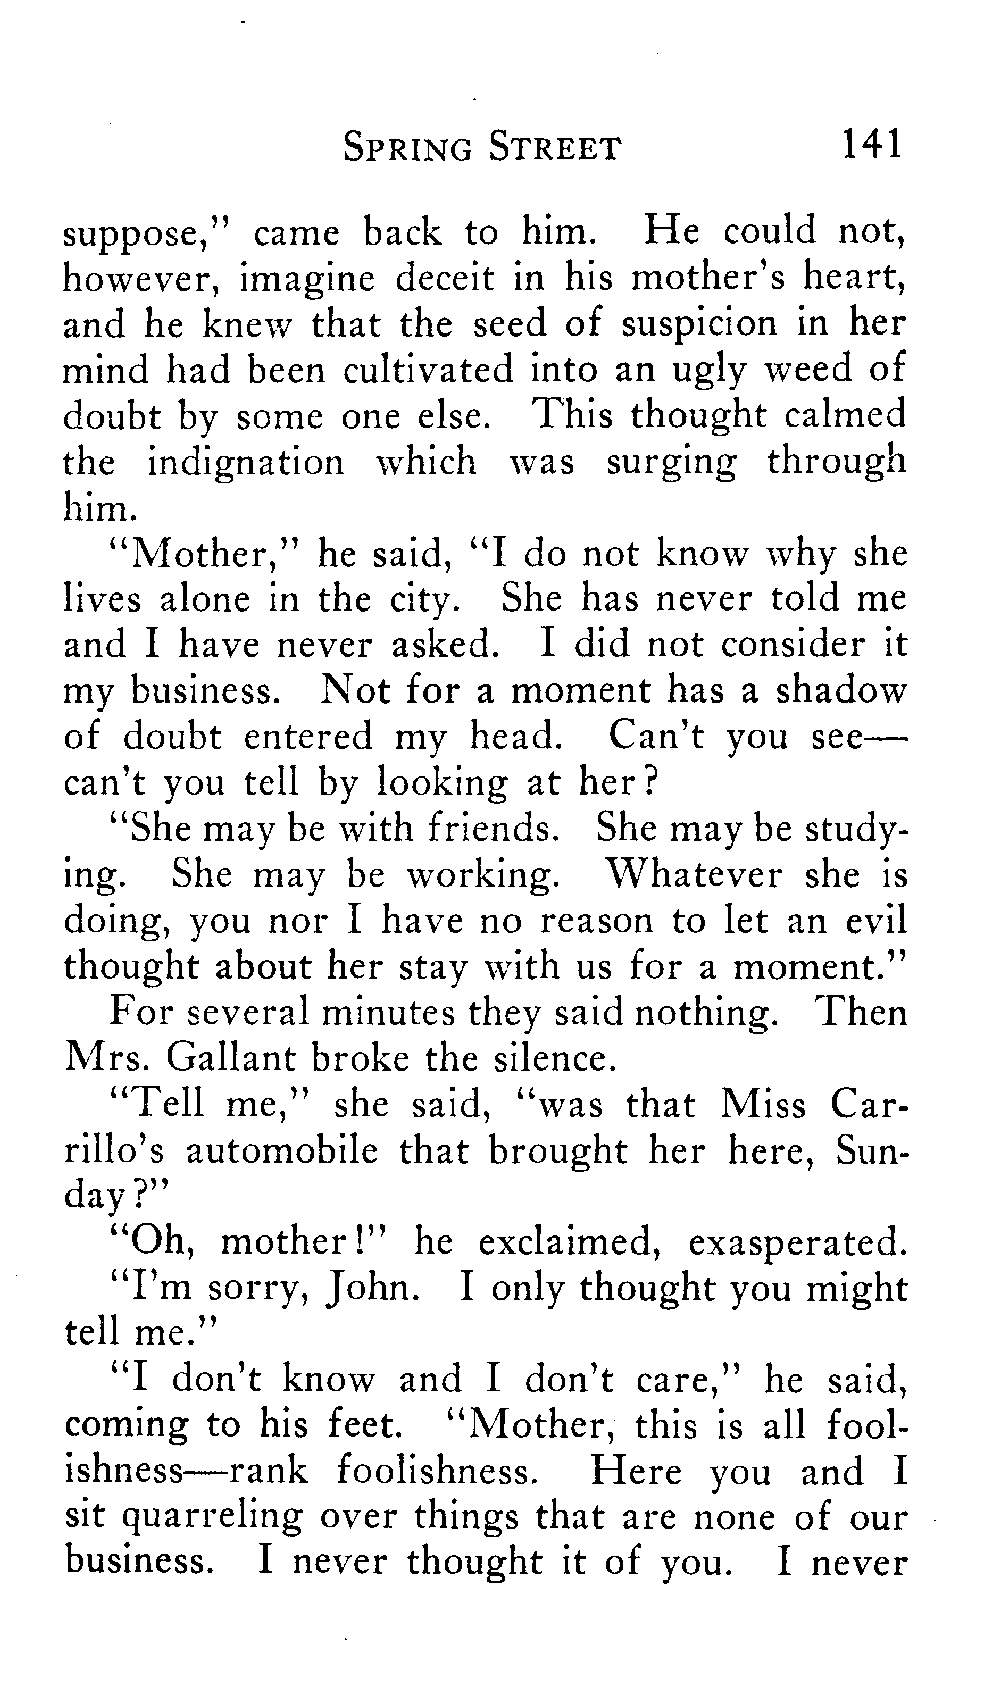 SPRING STREET 141
suppose," came back to him. He could not,
however, imagine deceit in his mother's heart,
and he knew that the seed of suspicion in her
mind had been cultivated into an ugly weed of
doubt by some one else. This thought calmed
the indignation which was surging through
him.
"Mother," he said, "I do not know why she
lives alone in the city. She has never told me
and I have never asked. I did not consider it
my business. Not for a moment has a shadow
of doubt entered my head. Can't you see—
can't you tell by looking at her?
"She may be with friends. She may be study-
ing. She may be working. Whatever she is
doing, you nor I have no reason to let an evil
thought about her stay with us for a moment."
For several minutes they said nothing. Then
Mrs. Gallant broke the silence.
"Tell me," she said, "was that Miss Car-
rillo's automobile that brought her here, Sun-
day?"
"Oh, mother!" he exclaimed, exasperated.
"I'm sorry, John. I only thought you might
tell me."
"I don't know and I don't care," he said,
coming to his feet. "Mother, this is all fool-
ishness—rank foolishness. Here you and I
sit quarreling over things that are none of our
business. I never thought it of you. I never